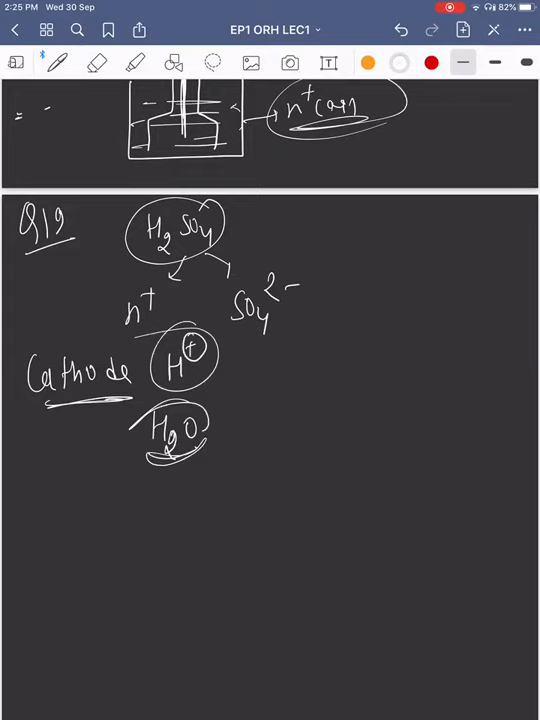 2:25 PM Wed 30 Sep 82%
EP1 ORH LEC1
T
= -
H+ (aq)
Q19
H2SO4
H+ SO4 2-
Cathode H+
H2O